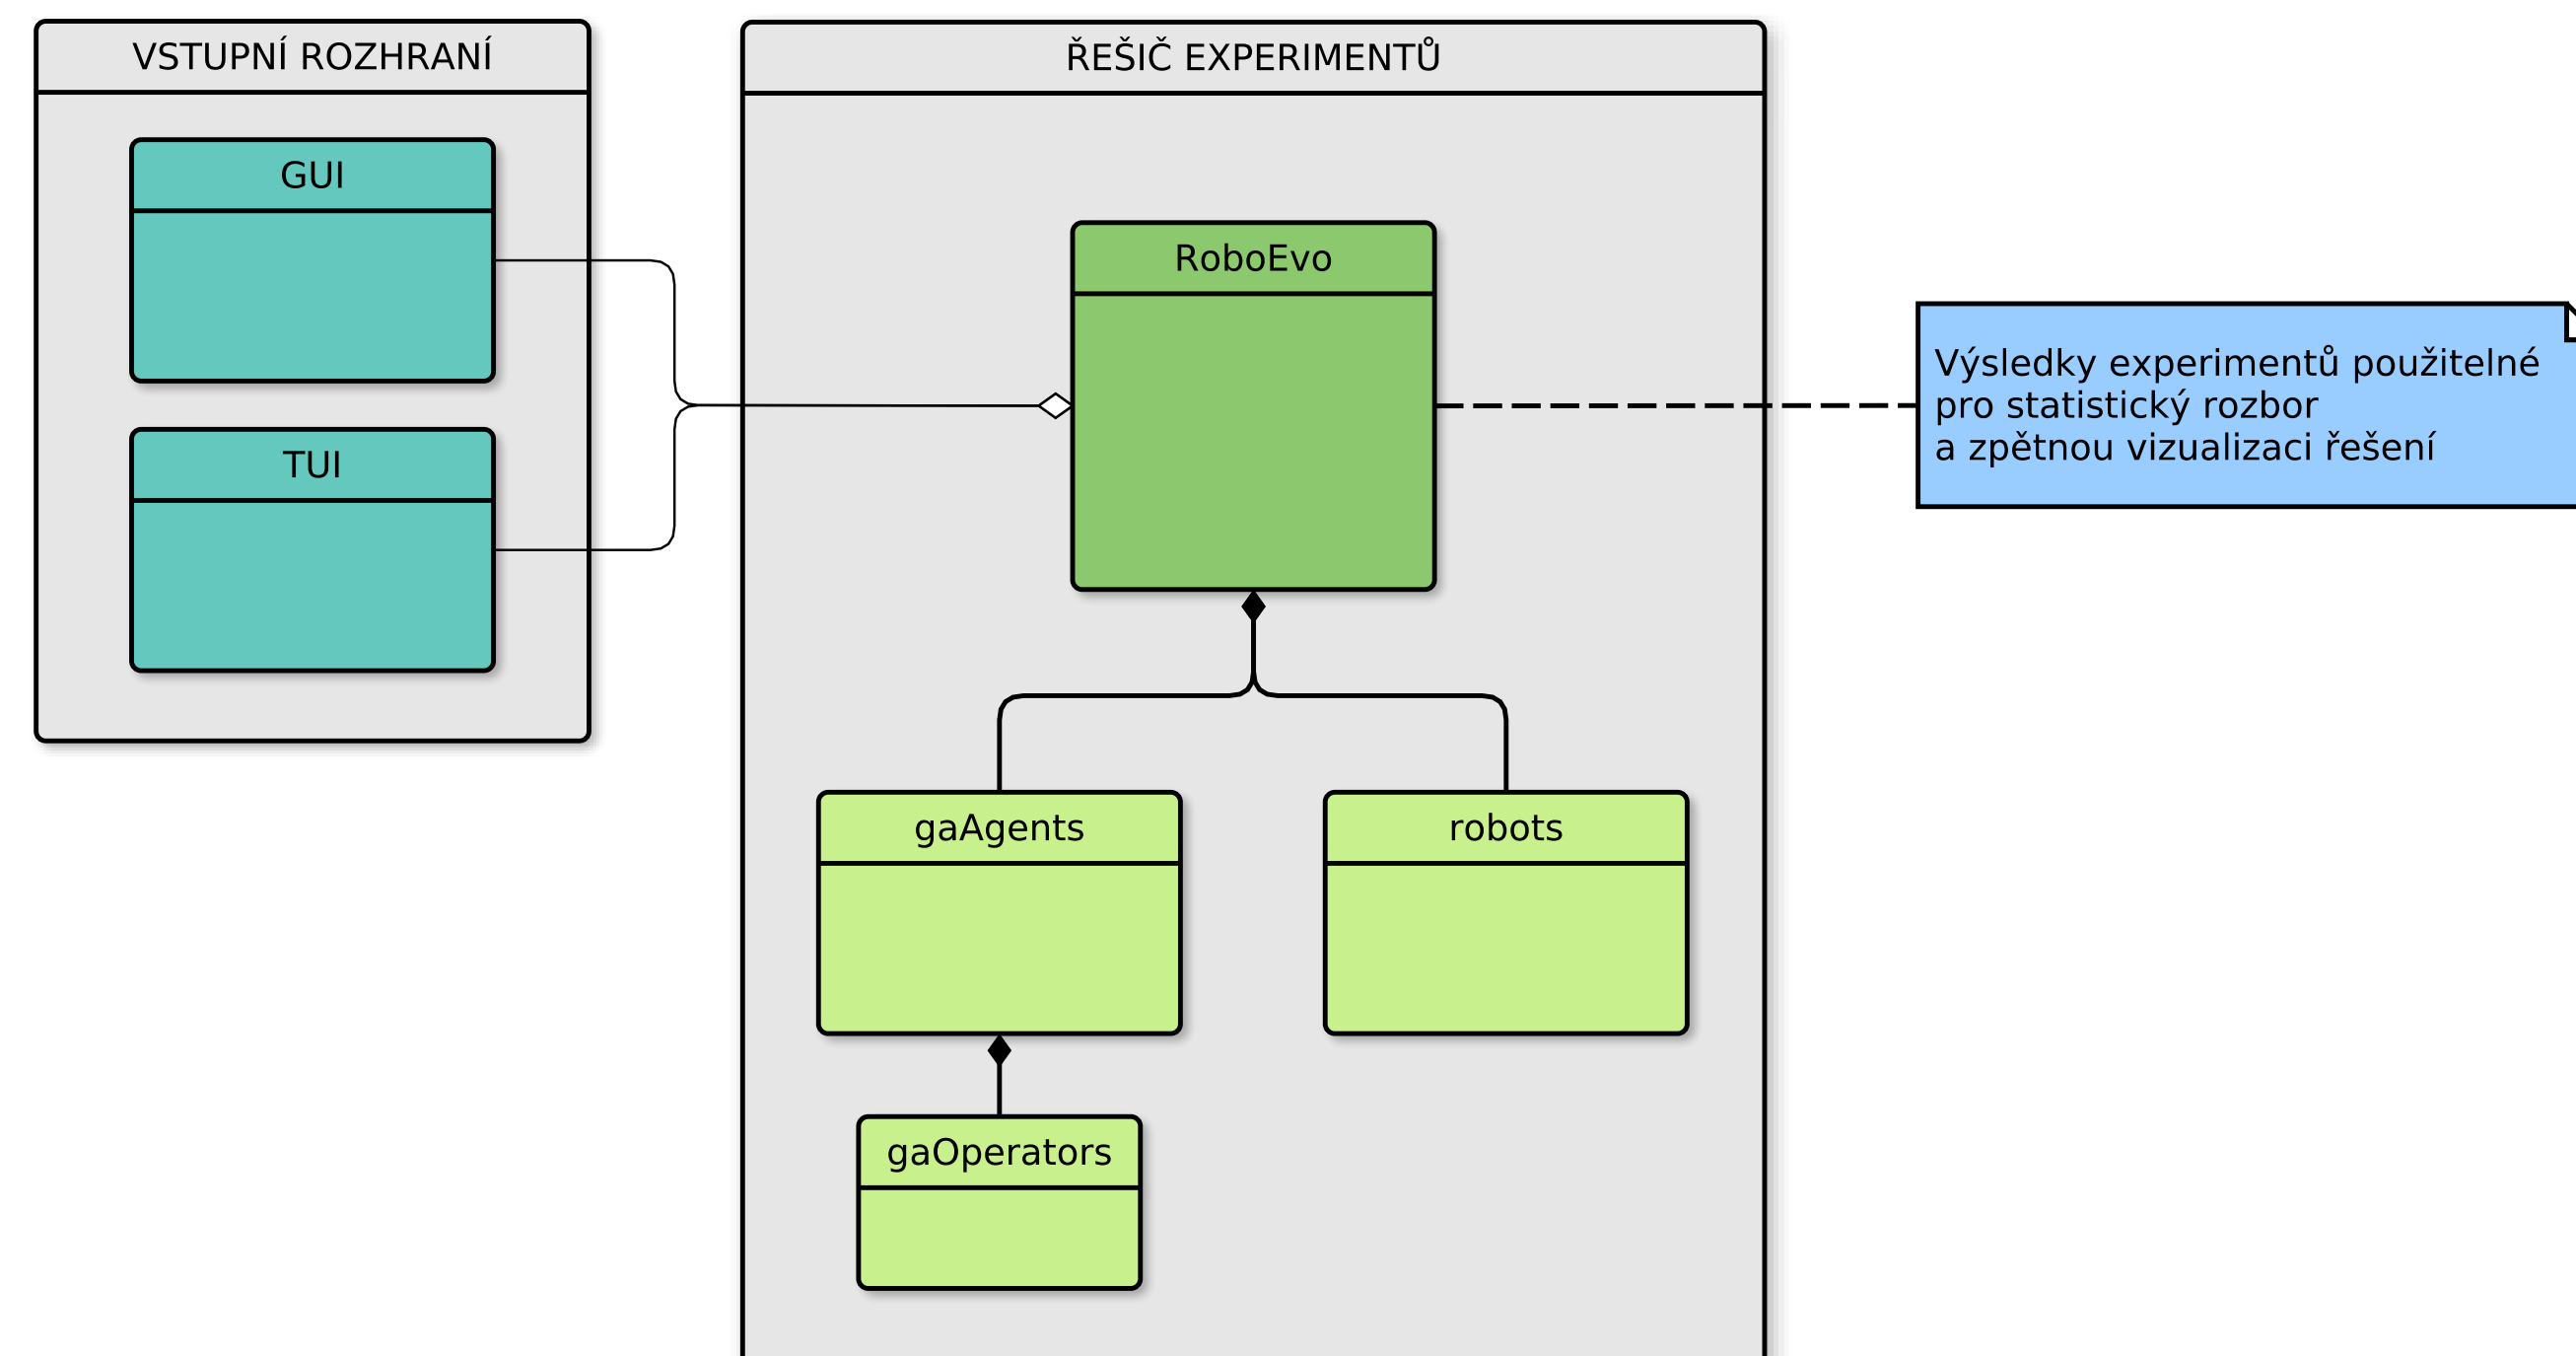 VSTUPNÍ ROZHRANÍ
GUI
TUI
ŘEŠIČ EXPERIMENTŮ
RoboEvo
gaAgents
robots
gaOperators
Výsledky experimentů použitelné
pro statistický rozbor
a zpětnou vizualizaci řešení